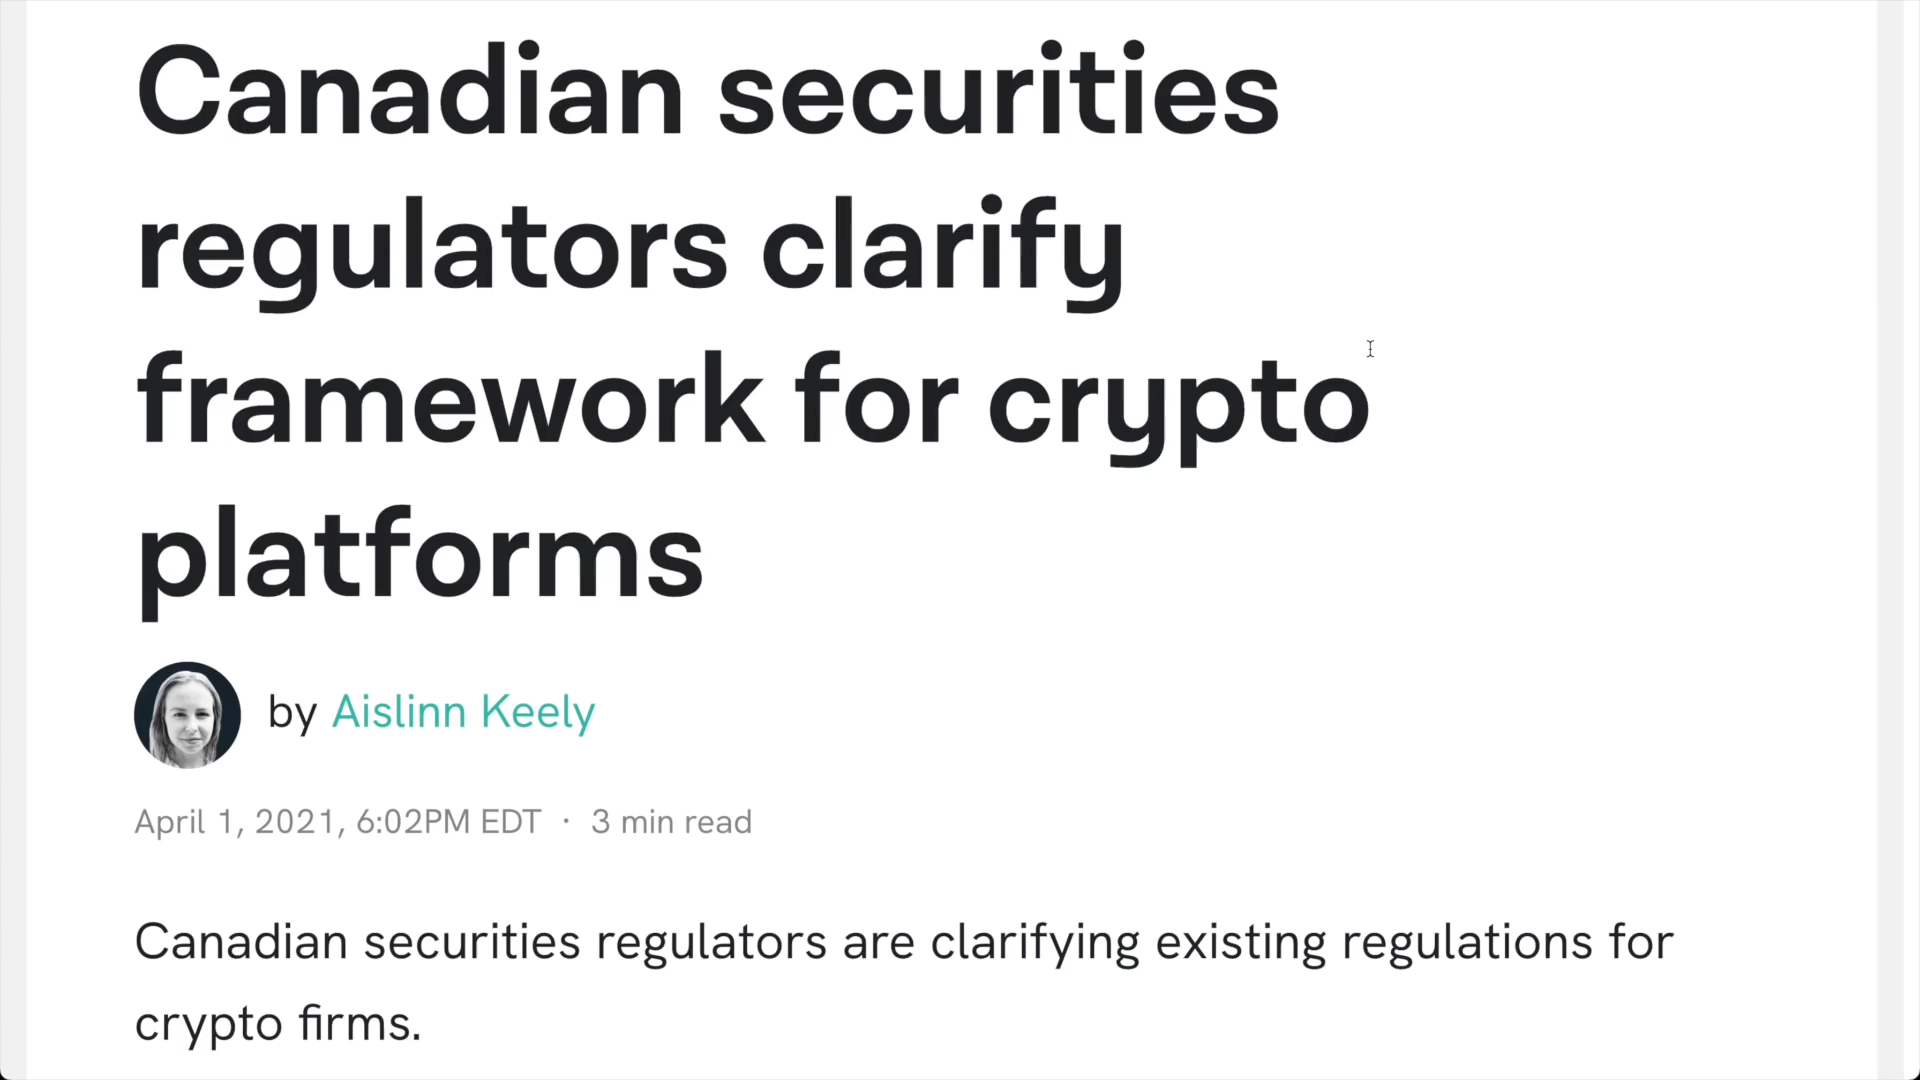 Canadian securities
regulators clarify
framework for crypto
platforms
by Aislinn Keely
April 1, 2021, 6:02PM EDT · 3 min read
Canadian securities regulators are clarifying existing regulations for
crypto firms.